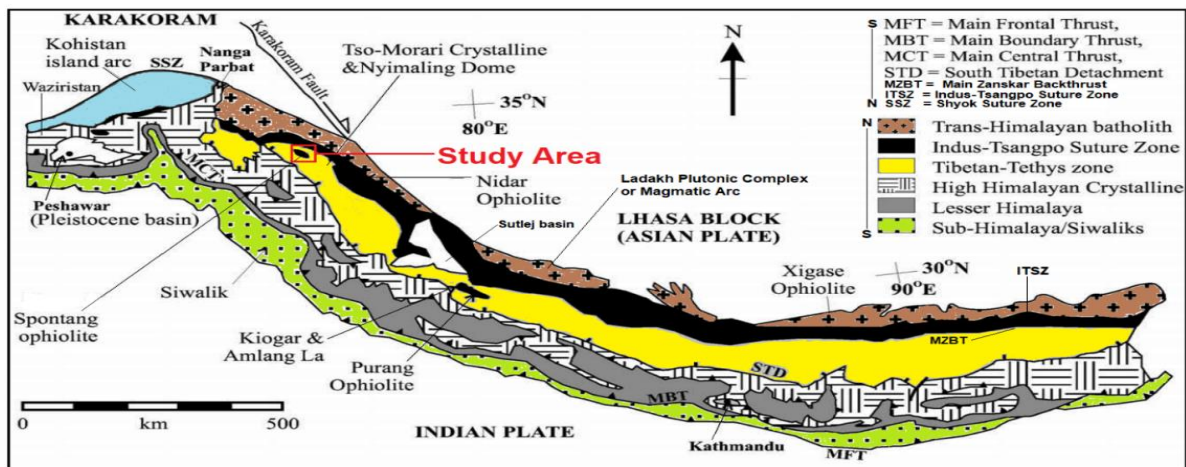 KARAKORAM
Kohistan
island arc
SSZ
Nanga
Parbat
Waziristan
Karakoram Fault
Tso-Morari Crystalline
&Nyimaling Dome
N
35°N
80°E
S
N
MFT = Main Frontal Thrust,
MBT = Main Boundary Thrust,
MCT = Main Central Thrust,
STD = South Tibetan Detachment
MZBT = Main Zanskar Backthrust
ITSZ = Indus-Tsangpo Suture Zone
SSZ = Shyok Suture Zone
N
S
Trans-Himalayan batholith
Indus-Tsangpo Suture Zone
Tibetan-Tethys zone
High Himalayan Crystalline
Lesser Himalaya
Sub-Himalaya/Siwaliks
Study Area
MCT
Peshawar
(Pleistocene basin)
Nidar
Ophiolite
Ladakh Plutonic Complex
or Magmatic Arc
Sutlej basin
LHASA BLOCK
(ASIAN PLATE)
Xigase
Ophiolite
30°N
90°E
ITSZ
MZBT
Siwalik
Spontang
ophiolite
Kiogar &
Amlang La
Purang
Ophiolite
STD
MBT
Kathmandu
MFT
INDIAN PLATE
0 km 500